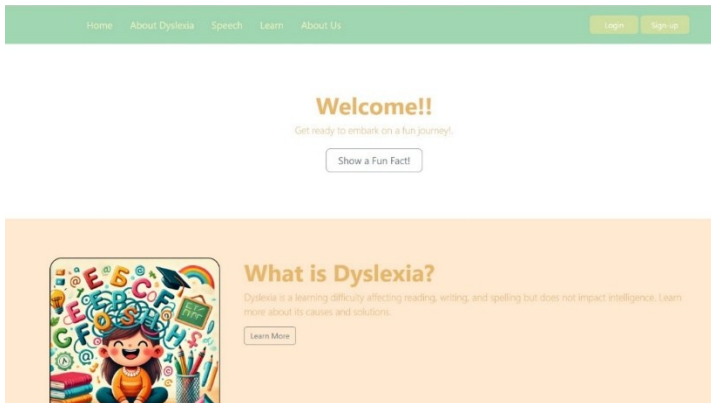 Home About Dyslexia Speech Learn About Us Login Sign up
Welcome!!
Get ready to embark on a fun journey!.
Show a Fun Fact!
What is Dyslexia?
Dyslexia is a learning difficulty affecting reading, writing, and spelling but does not impact intelligence. Learn
more about its causes and solutions.
Learn More